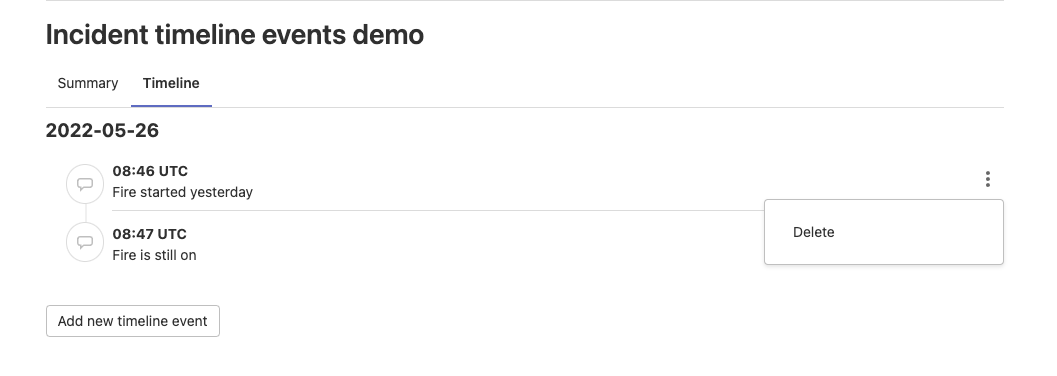 Incident timeline events demo
Summary Timeline
2022-05-26
08:46 UTC
Fire started yesterday
Delete
08:47 UTC
Fire is still on
Add new timeline event